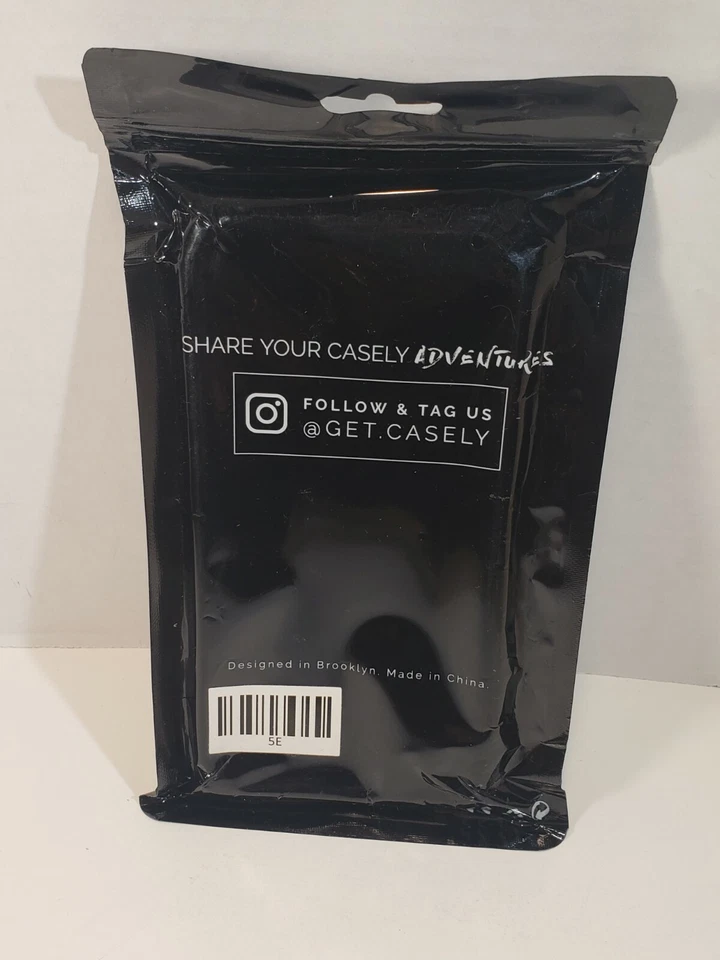 SHARE YOUR CASELY ADVENTURES
FOLLOW & TAG US
@GET.CASELY
Designed in Brooklyn. Made in China.
5E